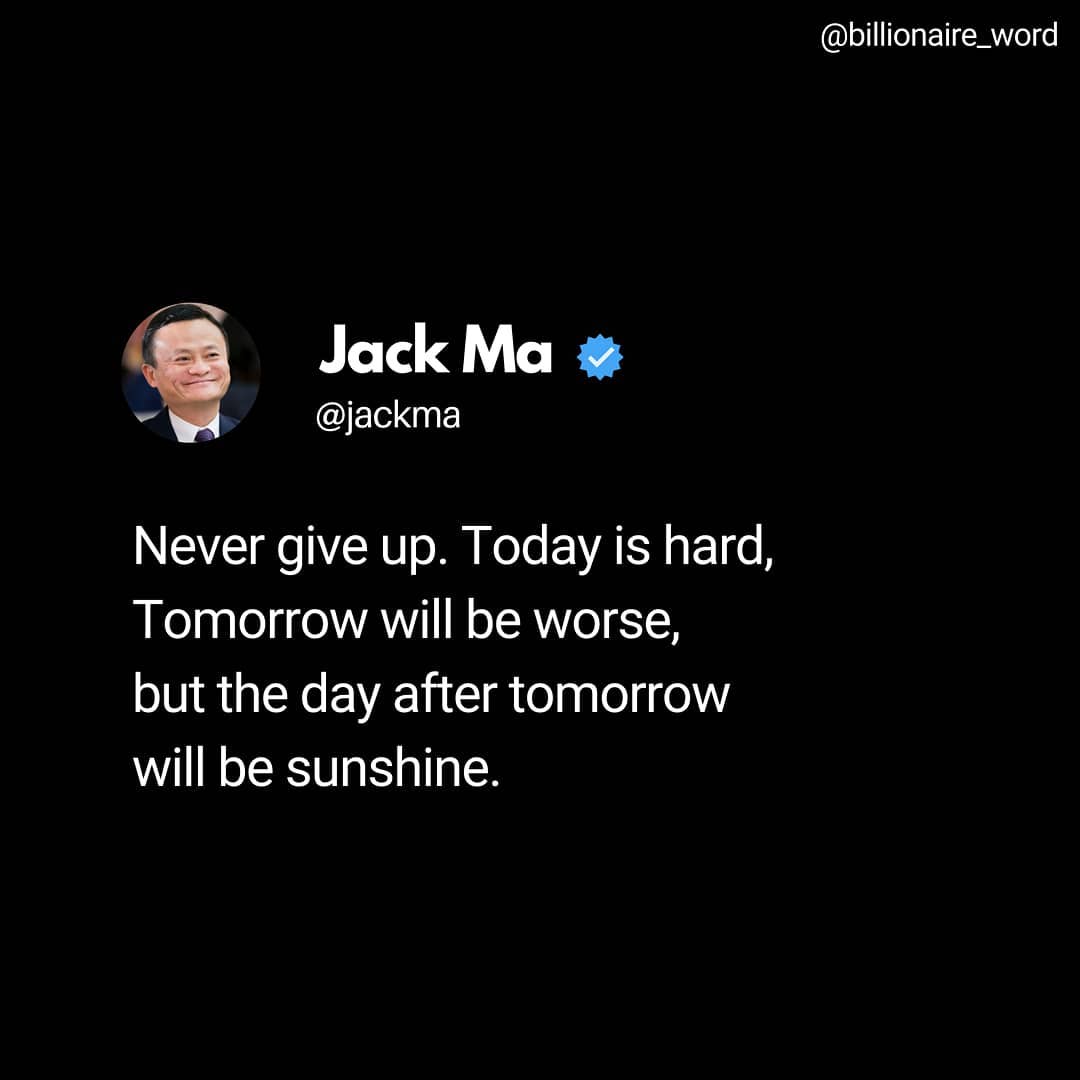 @billionaire_word
Jack Ma
@jackma
Never give up. Today is hard,
Tomorrow will be worse,
but the day after tomorrow
will be sunshine.